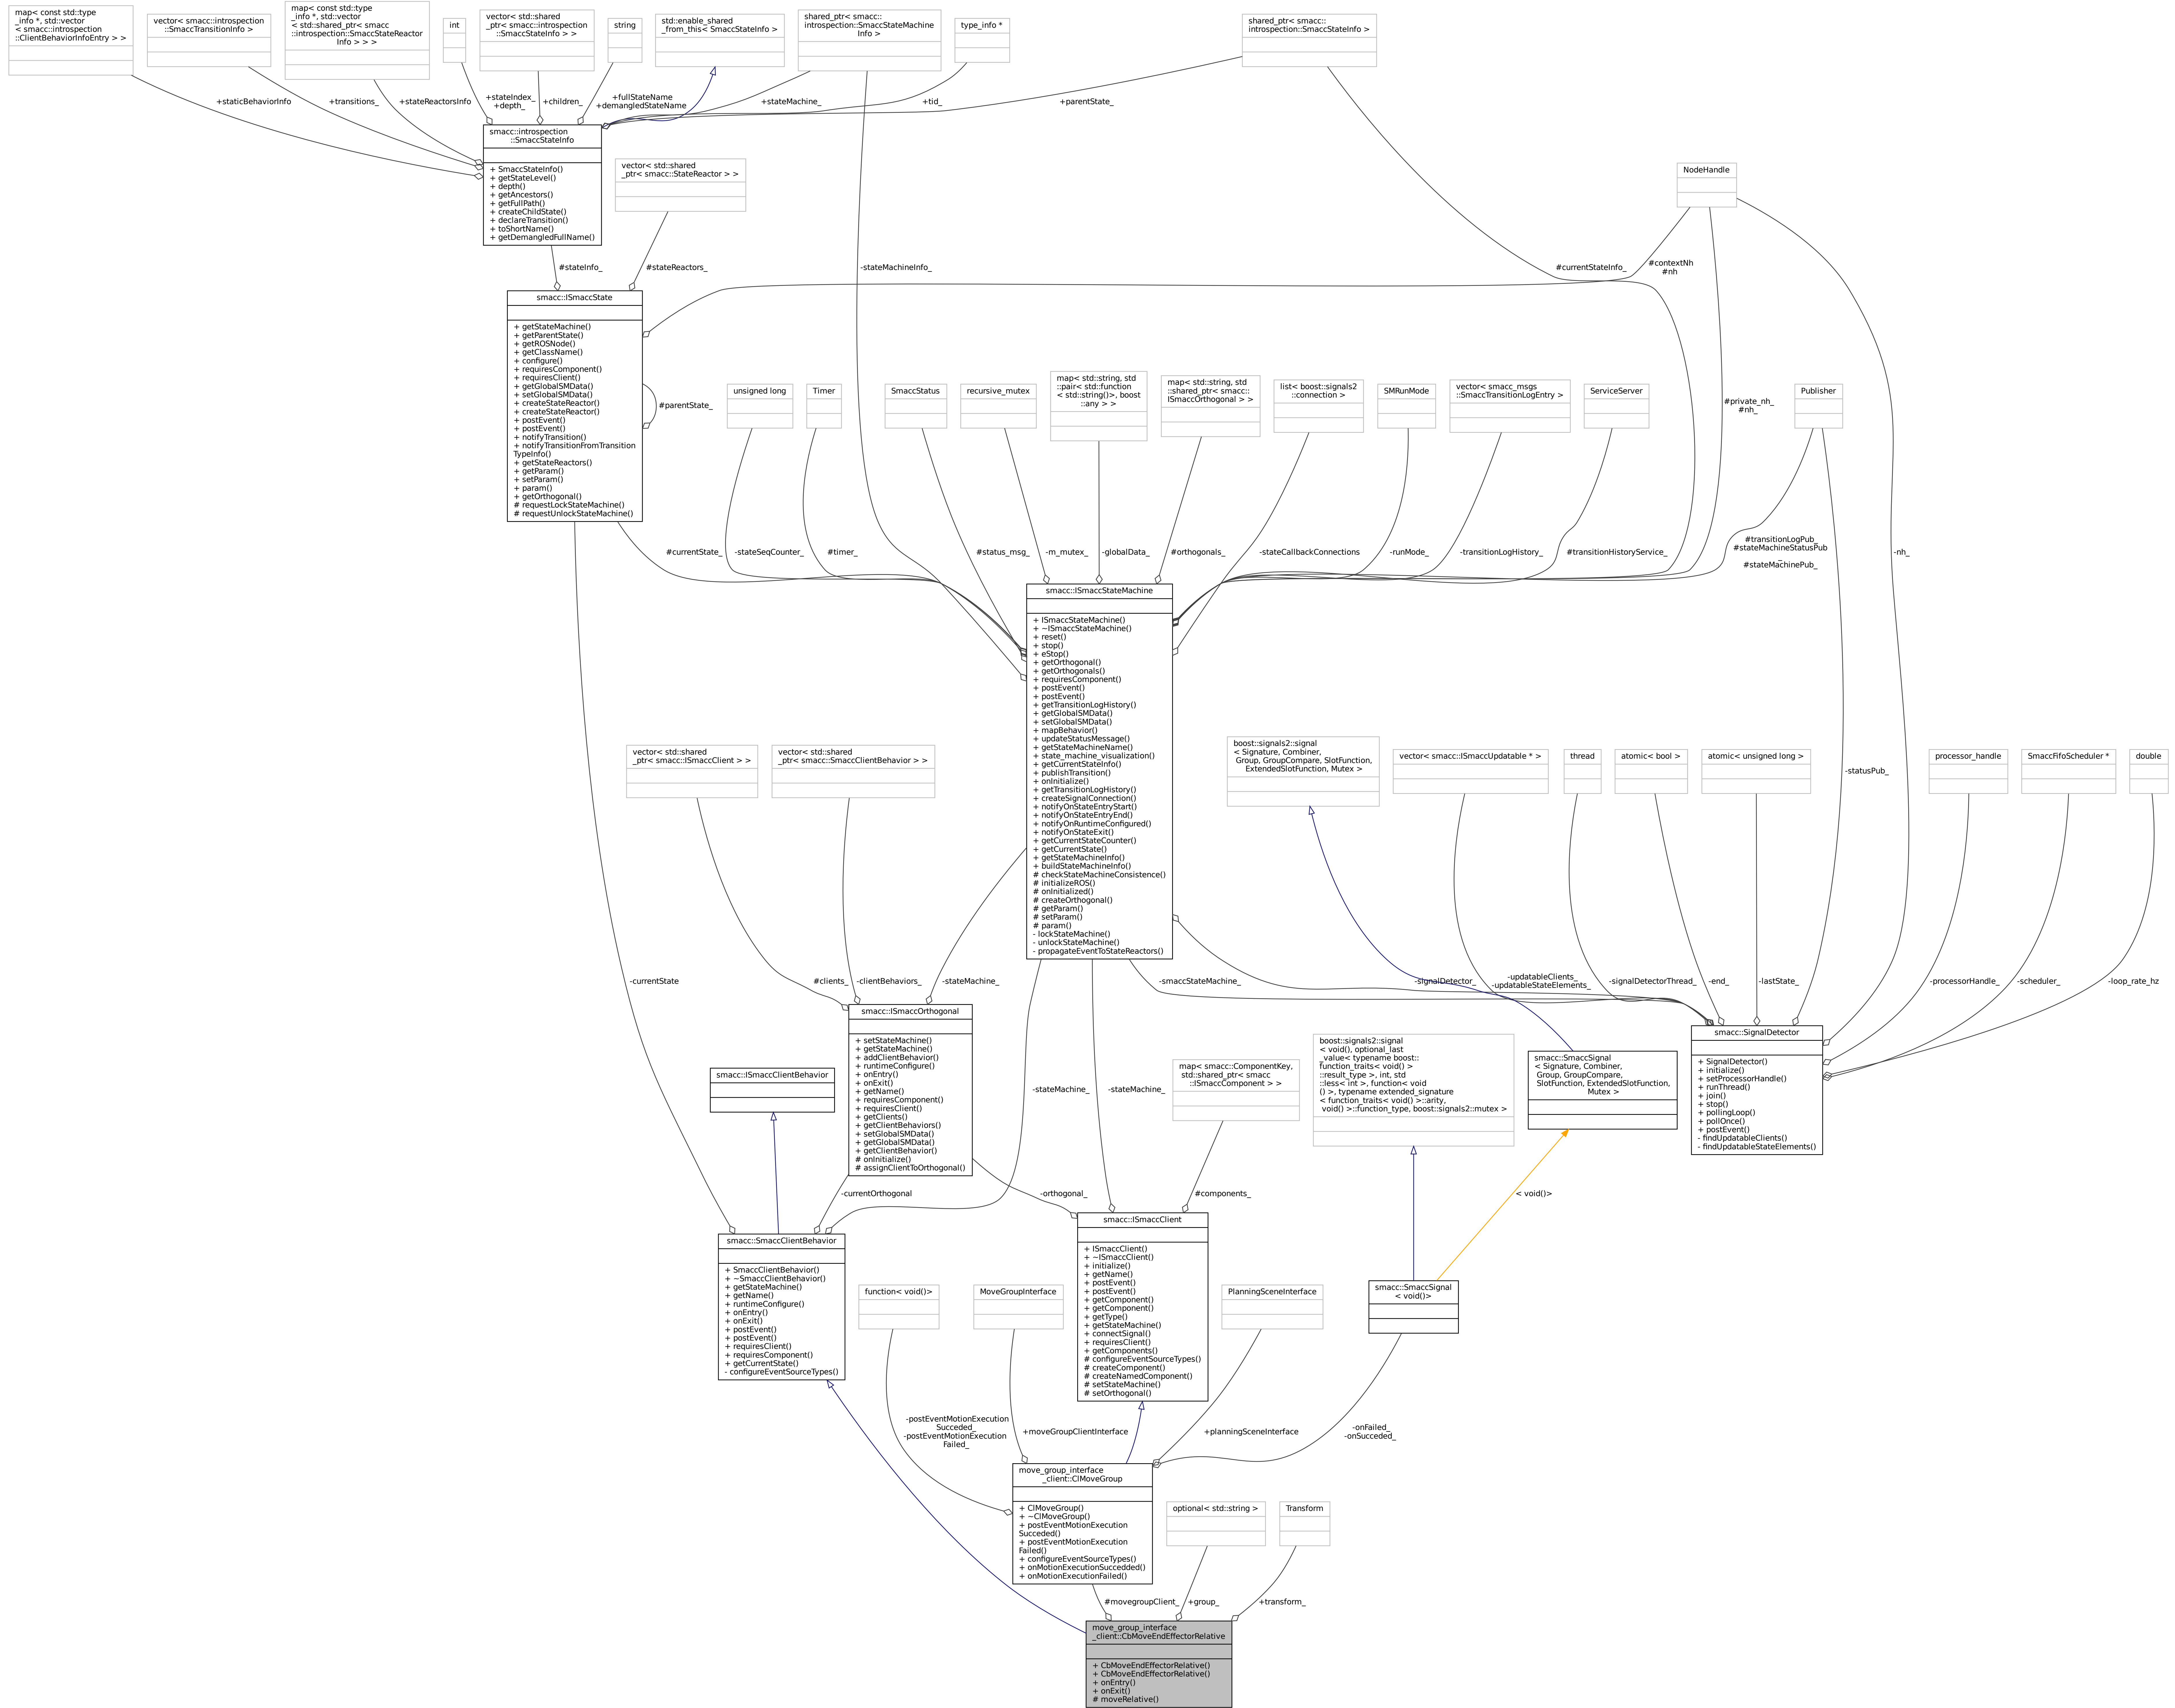 map< const std::type
_info *, std::vector
< smacc::introspection
::ClientBehaviorInfoEntry > >
vector< smacc::introspection
::SmaccTransitionInfo >
map< const std::type
_info *, std::vector
< std::shared_ptr< smacc
::introspection::SmaccStateReactor
Info > > >
int
vector< std::shared
_ptr< smacc::introspection
::SmaccStateInfo > >
string
std::enable_shared
_from_this< SmaccStateInfo >
shared_ptr< smacc::
introspection::SmaccStateMachine
Info >
type_info *
shared_ptr< smacc::
introspection::SmaccStateInfo >
+staticBehaviorInfo
+transitions_
+stateReactorsInfo
+stateIndex_
+depth_
+children_
+fullStateName
+demangledStateName
+stateMachine_
+tid_
+parentState_
smacc::introspection
::SmaccStateInfo
+ SmaccStateInfo()
+ getStateLevel()
+ depth()
+ getAncestors()
+ getFullPath()
+ createChildState()
+ declareTransition()
+ toShortName()
+ getDemangledFullName()
vector< std::shared
_ptr< smacc::StateReactor > >
NodeHandle
#stateInfo_
#stateReactors_
-stateMachineInfo_
#currentStateInfo_
#contextNh
#nh
smacc::ISmaccState
+ getStateMachine()
+ getParentState()
+ getROSNode()
+ getClassName()
+ configure()
+ requiresComponent()
+ requiresClient()
+ getGlobalSMData()
+ setGlobalSMData()
+ createStateReactor()
+ createStateReactor()
+ postEvent()
+ postEvent()
+ notifyTransition()
+ notifyTransitionFromTransition
TypeInfo()
+ getStateReactors()
+ getParam()
+ setParam()
+ param()
+ getOrthogonal()
# requestLockStateMachine()
# requestUnlockStateMachine()
#parentState_
unsigned long
Timer
SmaccStatus
recursive_mutex
map< std::string, std
::pair< std::function
< std::string()>, boost
::any > >
map< std::string, std
::shared_ptr< smacc::
ISmaccOrthogonal > >
list< boost::signals2
::connection >
SMRunMode
vector< smacc_msgs
::SmaccTransitionLogEntry >
ServiceServer
#private_nh_
#nh_
Publisher
#currentState_
-stateSeqCounter_
#timer_
#status_msg_
-m_mutex_
-globalData_
#orthogonals_
-stateCallbackConnections
-runMode_
-transitionLogHistory_
#transitionHistoryService_
#transitionLogPub_
#stateMachineStatusPub
_
#stateMachinePub_
-nh_
smacc::ISmaccStateMachine
+ ISmaccStateMachine()
+ ~ISmaccStateMachine()
+ reset()
+ stop()
+ eStop()
+ getOrthogonal()
+ getOrthogonals()
+ requiresComponent()
+ postEvent()
+ postEvent()
+ getTransitionLogHistory()
+ getGlobalSMData()
+ setGlobalSMData()
+ mapBehavior()
+ updateStatusMessage()
+ getStateMachineName()
+ state_machine_visualization()
+ getCurrentStateInfo()
+ publishTransition()
+ onInitialize()
+ getTransitionLogHistory()
+ createSignalConnection()
+ notifyOnStateEntryStart()
+ notifyOnStateEntryEnd()
+ notifyOnRuntimeConfigured()
+ notifyOnStateExit()
+ getCurrentStateCounter()
+ getCurrentState()
+ getStateMachineInfo()
+ buildStateMachineInfo()
# checkStateMachineConsistence()
# initializeROS()
# onInitialized()
# createOrthogonal()
# getParam()
# setParam()
# param()
- lockStateMachine()
- unlockStateMachine()
- propagateEventToStateReactors()
vector< std::shared
_ptr< smacc::ISmaccClient > >
vector< std::shared
_ptr< smacc::SmaccClientBehavior > >
boost::signals2::signal
< Signature, Combiner,
Group, GroupCompare, SlotFunction,
ExtendedSlotFunction, Mutex >
vector< smacc::ISmaccUpdatable * >
thread
atomic< bool >
atomic< unsigned long >
-statusPub_
processor_handle
SmaccFifoScheduler *
double
-currentState
#clients_
-clientBehaviors_
-stateMachine_
-smaccStateMachine_
-signalDetector_
-updatableClients_
-updatableStateElements_
-signalDetectorThread_
-end_
-lastState_
-processorHandle_
-scheduler_
-loop_rate_hz
smacc::ISmaccOrthogonal
+ setStateMachine()
+ getStateMachine()
+ addClientBehavior()
+ runtimeConfigure()
+ onEntry()
+ onExit()
+ getName()
+ requiresComponent()
+ requiresClient()
+ getClients()
+ getClientBehaviors()
+ setGlobalSMData()
+ getGlobalSMData()
+ getClientBehavior()
# onInitialize()
# assignClientToOrthogonal()
smacc::ISmaccClientBehavior
-stateMachine_
-stateMachine_
map< smacc::ComponentKey,
std::shared_ptr< smacc
::ISmaccComponent > >
boost::signals2::signal
< void(), optional_last
_value< typename boost::
function_traits< void() >
::result_type >, int, std
::less< int >, function< void
() >, typename extended_signature
< function_traits< void() >::arity,
void() >::function_type, boost::signals2::mutex >
smacc::SmaccSignal
< Signature, Combiner,
Group, GroupCompare,
SlotFunction, ExtendedSlotFunction,
Mutex >
smacc::SignalDetector
+ SignalDetector()
+ initialize()
+ setProcessorHandle()
+ runThread()
+ join()
+ stop()
+ pollingLoop()
+ pollOnce()
+ postEvent()
- findUpdatableClients()
- findUpdatableStateElements()
-currentOrthogonal
-orthogonal_
#components_
< void()>
smacc::SmaccClientBehavior
+ SmaccClientBehavior()
+ ~SmaccClientBehavior()
+ getStateMachine()
+ getName()
+ runtimeConfigure()
+ onEntry()
+ onExit()
+ postEvent()
+ postEvent()
+ requiresClient()
+ requiresComponent()
+ getCurrentState()
- configureEventSourceTypes()
function< void()>
MoveGroupInterface
smacc::ISmaccClient
+ ISmaccClient()
+ ~ISmaccClient()
+ initialize()
+ getName()
+ postEvent()
+ postEvent()
+ getComponent()
+ getComponent()
+ getType()
+ getStateMachine()
+ connectSignal()
+ requiresClient()
+ getComponents()
# configureEventSourceTypes()
# createComponent()
# createNamedComponent()
# setStateMachine()
# setOrthogonal()
PlanningSceneInterface
smacc::SmaccSignal
< void()>
-postEventMotionExecution
Succeded_
-postEventMotionExecution
Failed_
+moveGroupClientInterface
+planningSceneInterface
-onFailed_
-onSucceded_
move_group_interface
_client::ClMoveGroup
+ ClMoveGroup()
+ ~ClMoveGroup()
+ postEventMotionExecution
Succeded()
+ postEventMotionExecution
Failed()
+ configureEventSourceTypes()
+ onMotionExecutionSuccedded()
+ onMotionExecutionFailed()
optional< std::string >
Transform
#movegroupClient_
+group_
+transform_
move_group_interface
_client::CbMoveEndEffectorRelative
+ CbMoveEndEffectorRelative()
+ CbMoveEndEffectorRelative()
+ onEntry()
+ onExit()
# moveRelative()